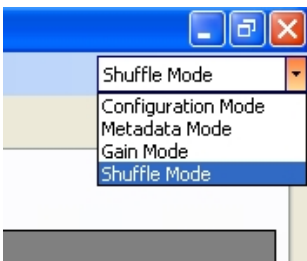 Shuffle Mode
Configuration Mode
Metadata Mode
Gain Mode
Shuffle Mode